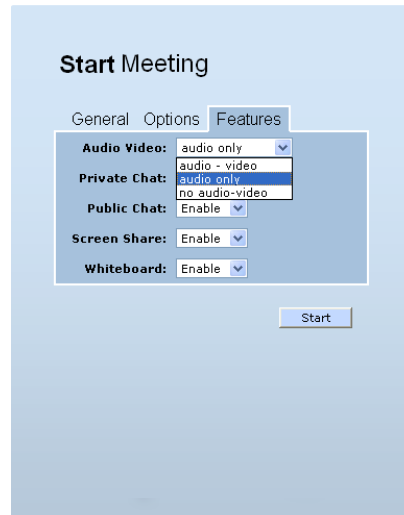 Start Meeting
General Options Features
Audio Video: audio only
audio - video
Private Chat: audio only
no audio-video
Public Chat: Enable
Screen Share: Enable
Whiteboard: Enable
Start